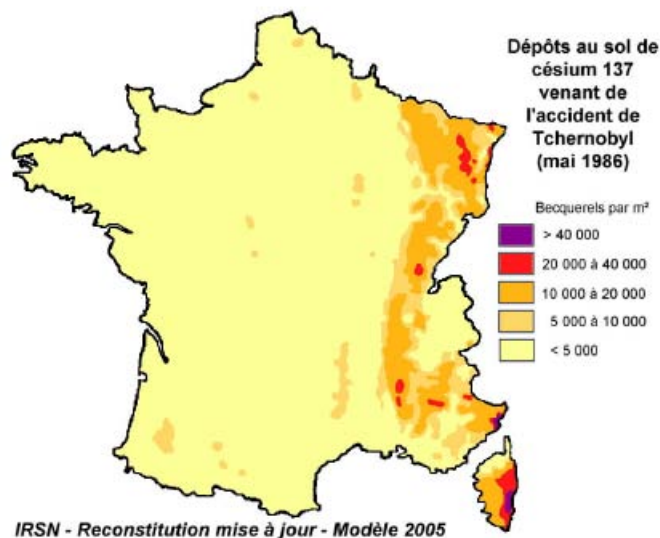 Dépôts au sol de
césium 137
venant de
l'accident de
Tchernobyl
(mai 1986)
Becquerels par m²
> 40 000
20 000 à 40 000
10 000 à 20 000
5 000 à 10 000
< 5 000
IRSN - Reconstitution mise à jour - Modèle 2005